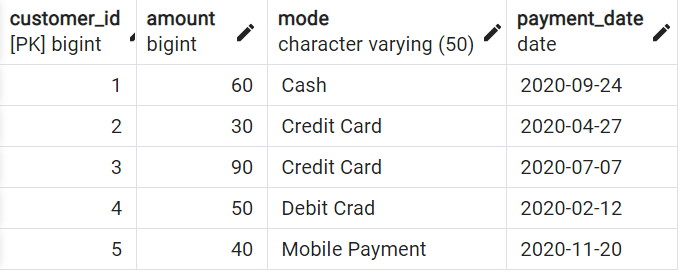 customer_id amount mode payment_date
[PK] bigint bigint character varying (50) date
1 60 Cash 2020-09-24
2 30 Credit Card 2020-04-27
3 90 Credit Card 2020-07-07
4 50 Debit Crad 2020-02-12
5 40 Mobile Payment 2020-11-20